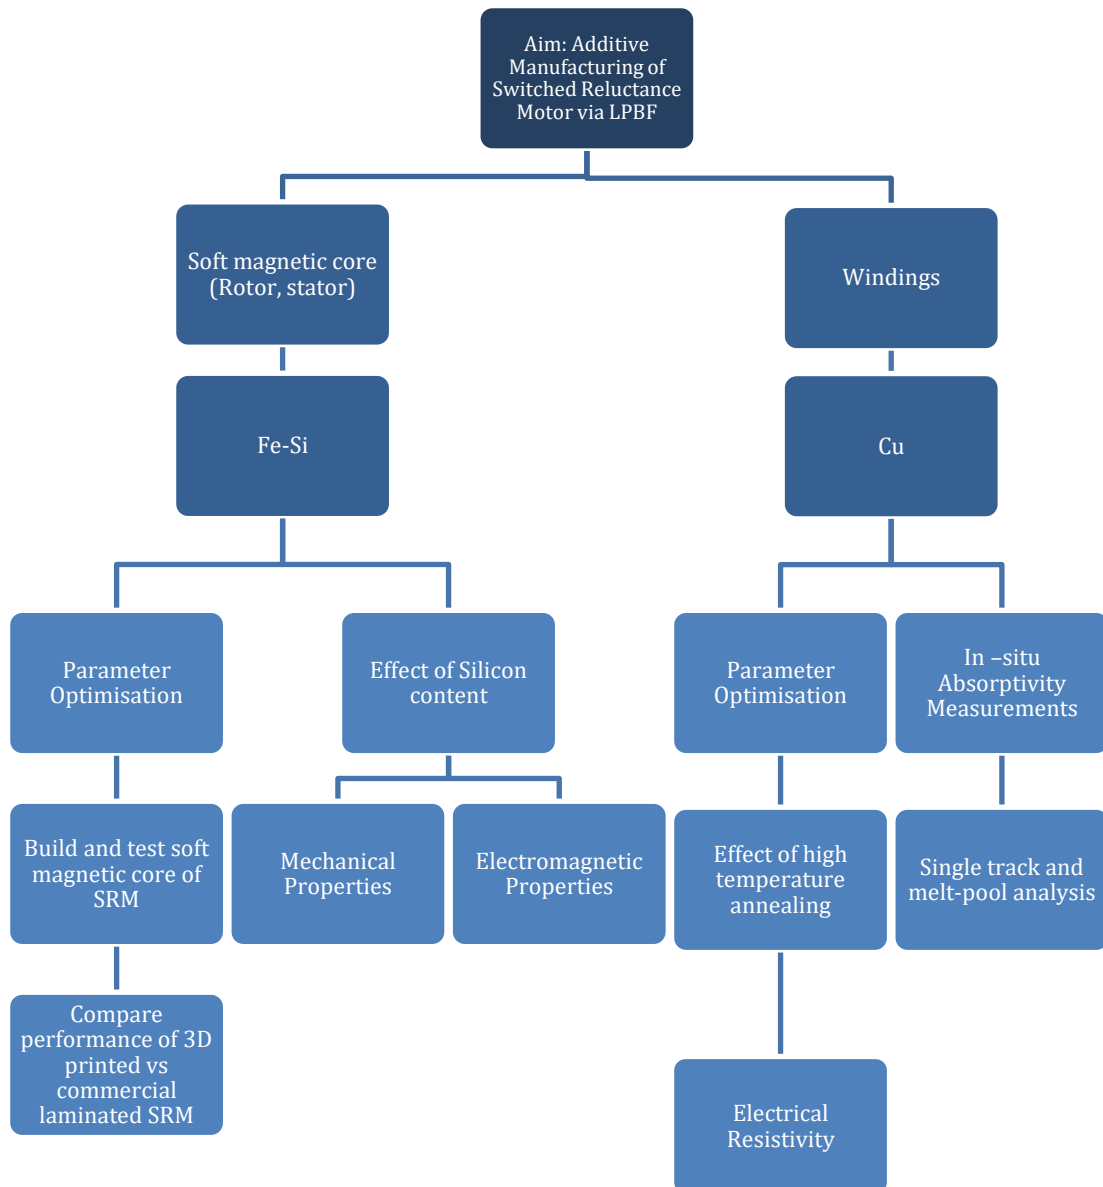 Aim: Additive
Manufacturing of
Switched Reluctance
Motor via LPBF
Soft magnetic core
(Rotor, stator)
Windings
Fe-Si
Cu
Parameter
Optimisation
Effect of Silicon
content
Parameter
Optimisation
In –situ
Absorptivity
Measurements
Build and test soft
magnetic core of
SRM
Mechanical
Properties
Electromagnetic
Properties
Effect of high
temperature
annealing
Single track and
melt-pool analysis
Compare
performance of 3D
printed vs
commercial
laminated SRM
Electrical
Resistivity